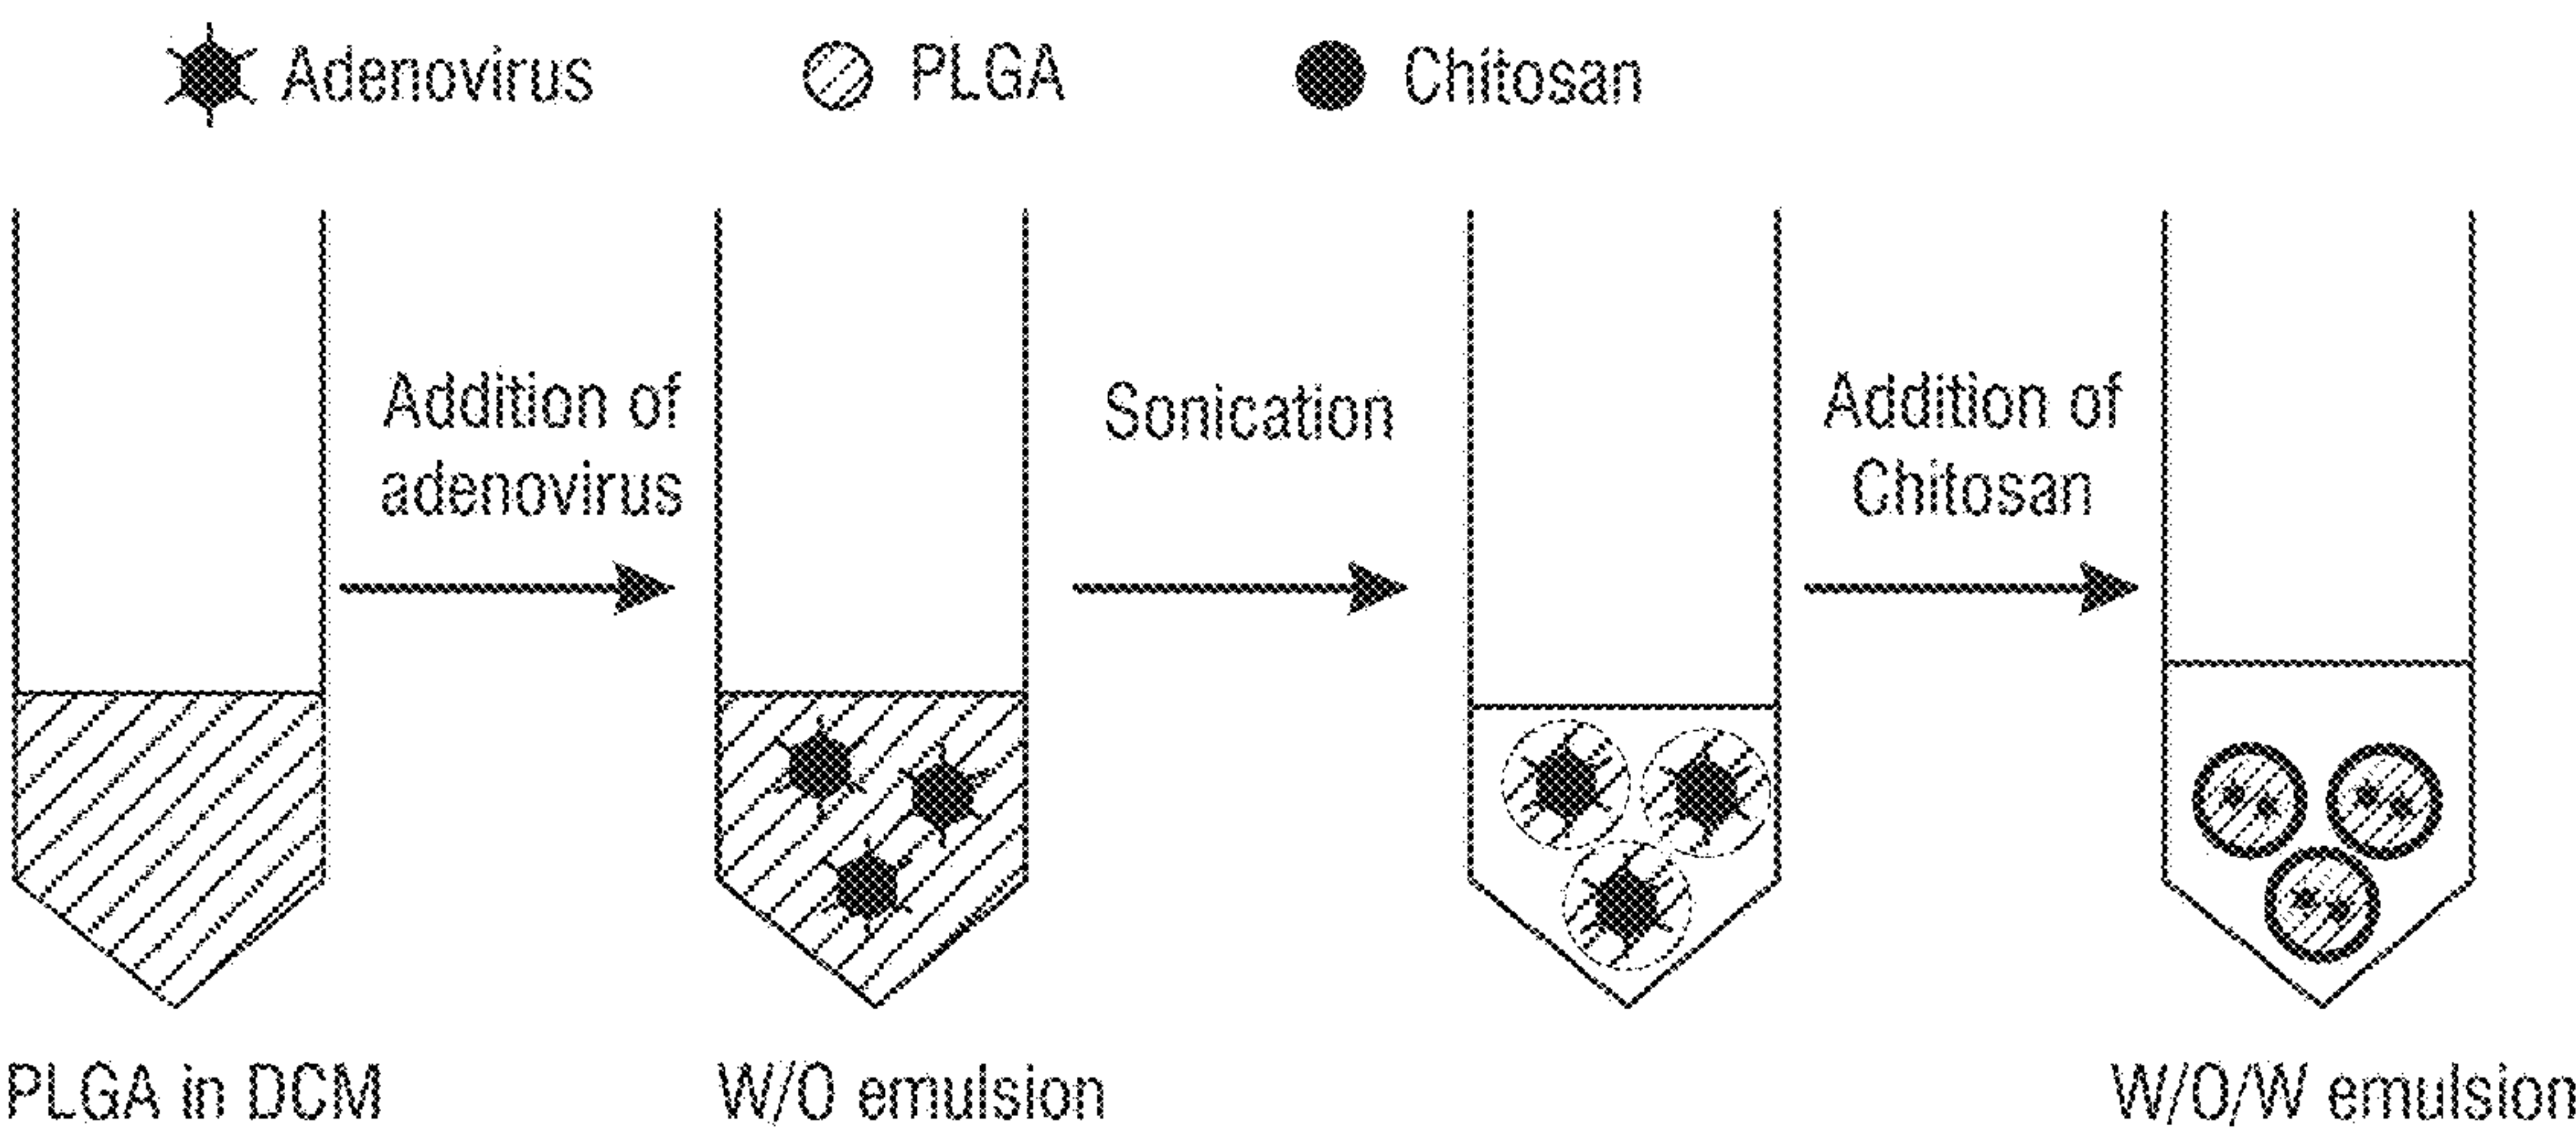 Adenovirus
PLGA
Chitosan
Addition of
adenovirus
Sonication
Addition of
Chitosan
PLGA in DCM
W/O emulsion
W/O/W emulsion